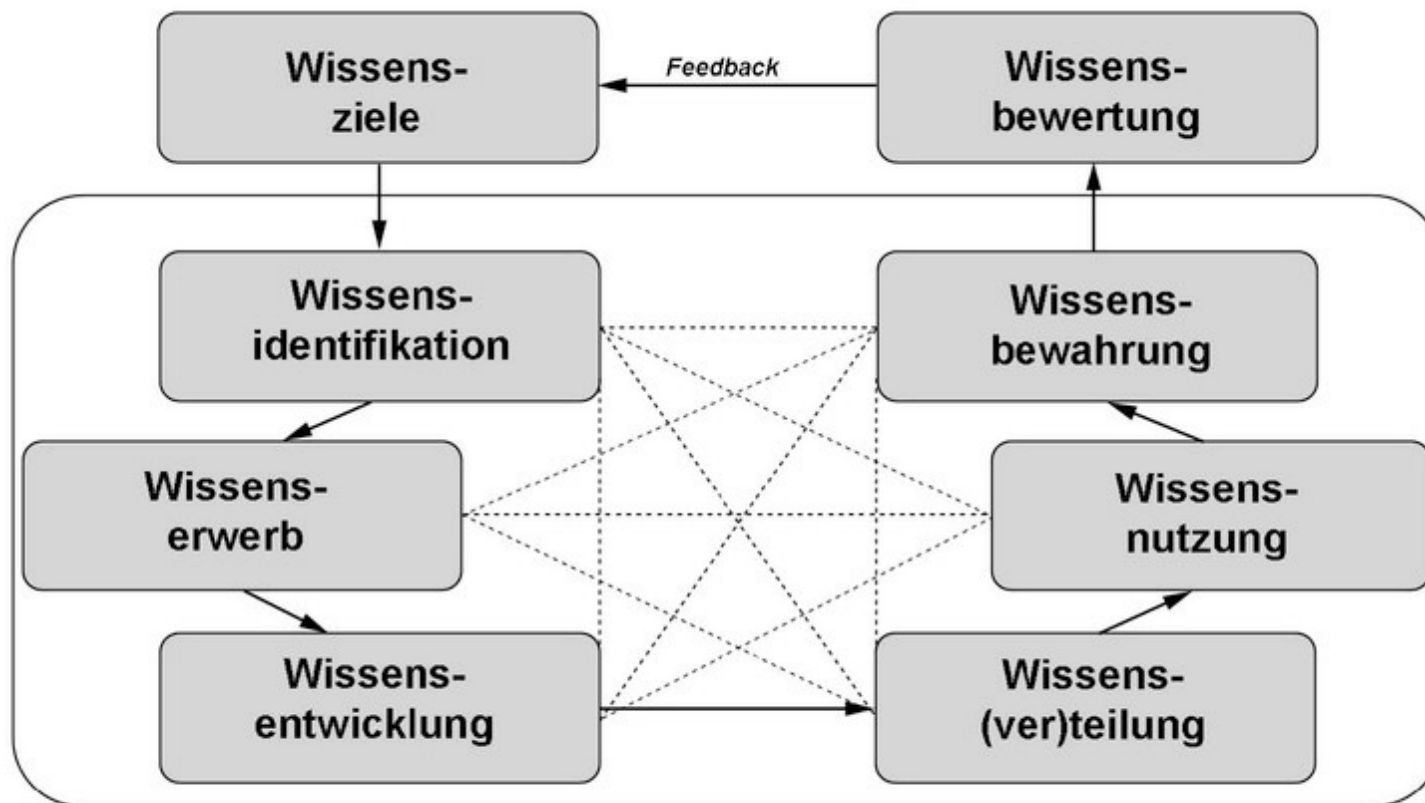 Wissens-
ziele
Feedback
Wissens-
bewertung
Wissens-
identifikation
Wissens-
bewahrung
Wissens-
erwerb
Wissens-
nutzung
Wissens-
entwicklung
Wissens-
(ver)teilung